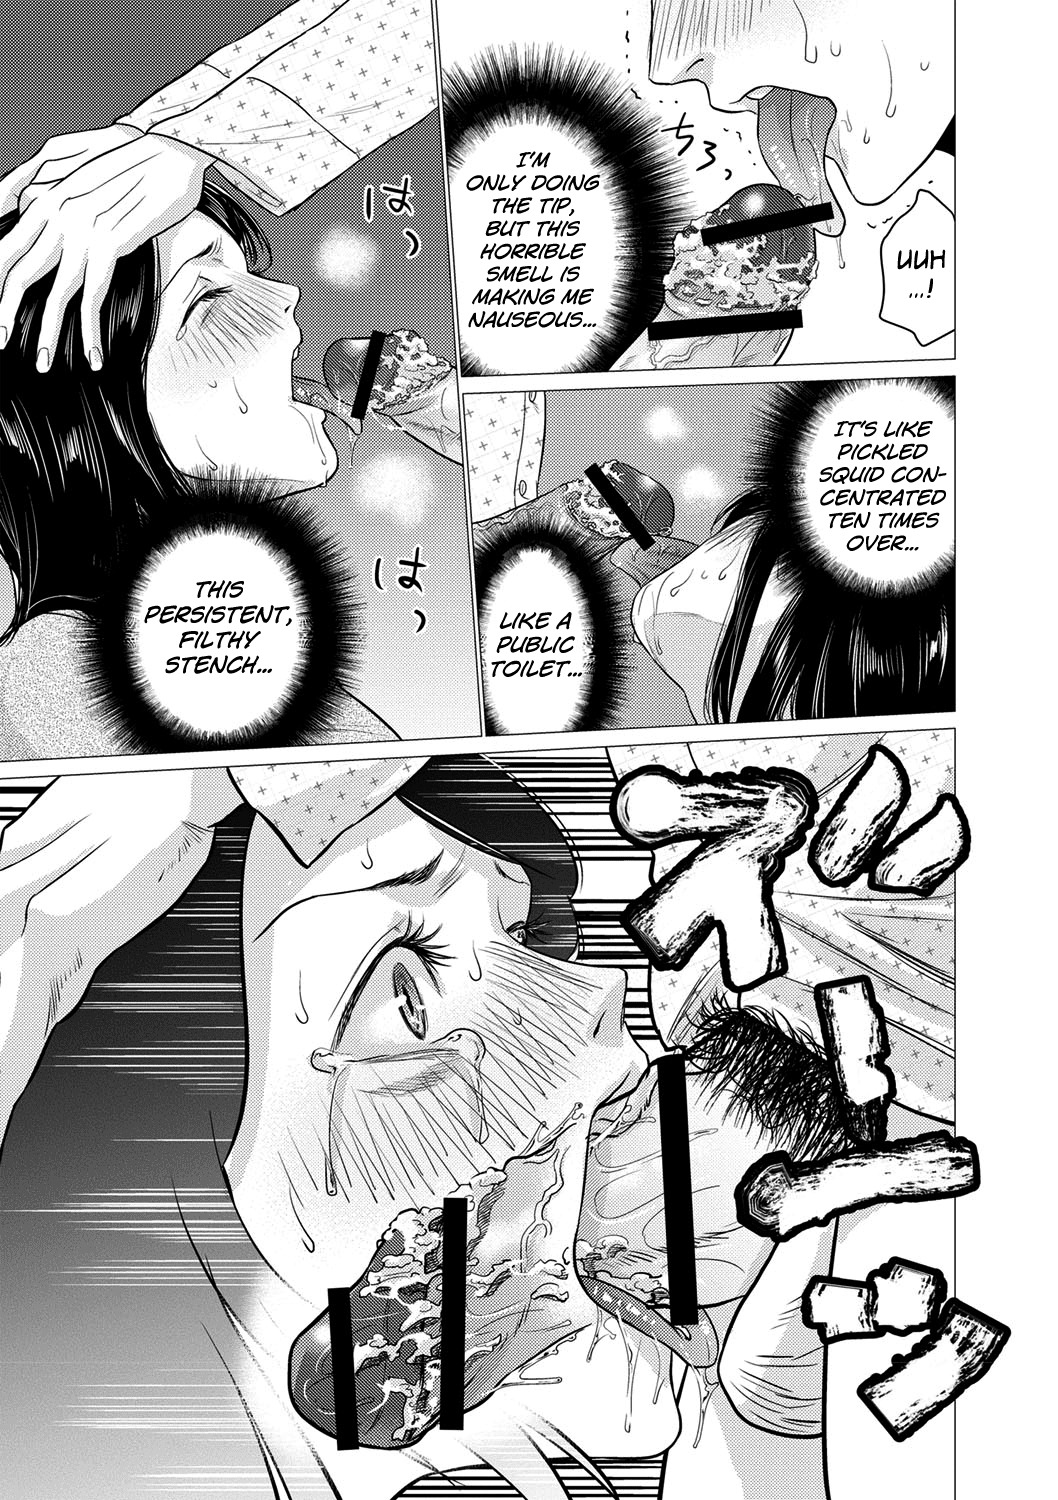 ちろ
UUH
...!
I'M
ONLY DOING
THE TIP,
BUT THIS
HORRIBLE
SMELL IS
MAKING ME
NAUSEOUS...
はっ
はっ
THIS
PERSISTENT,
FILTHY
STENCH...
IT'S LIKE
PICKLED
SQUID CON-
CENTRATED
TEN TIMES
OVER...
LIKE A
PUBLIC
TOILET...